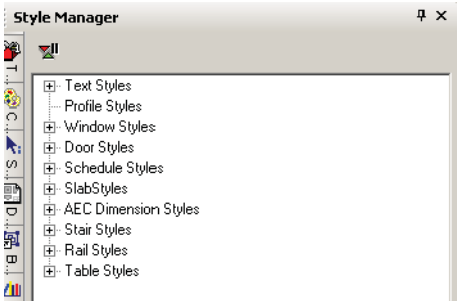 Style Manager
T...
C...
S...
D...
B...
Text Styles
Profile Styles
Window Styles
Door Styles
Schedule Styles
SlabStyles
AEC Dimension Styles
Stair Styles
Rail Styles
Table Styles